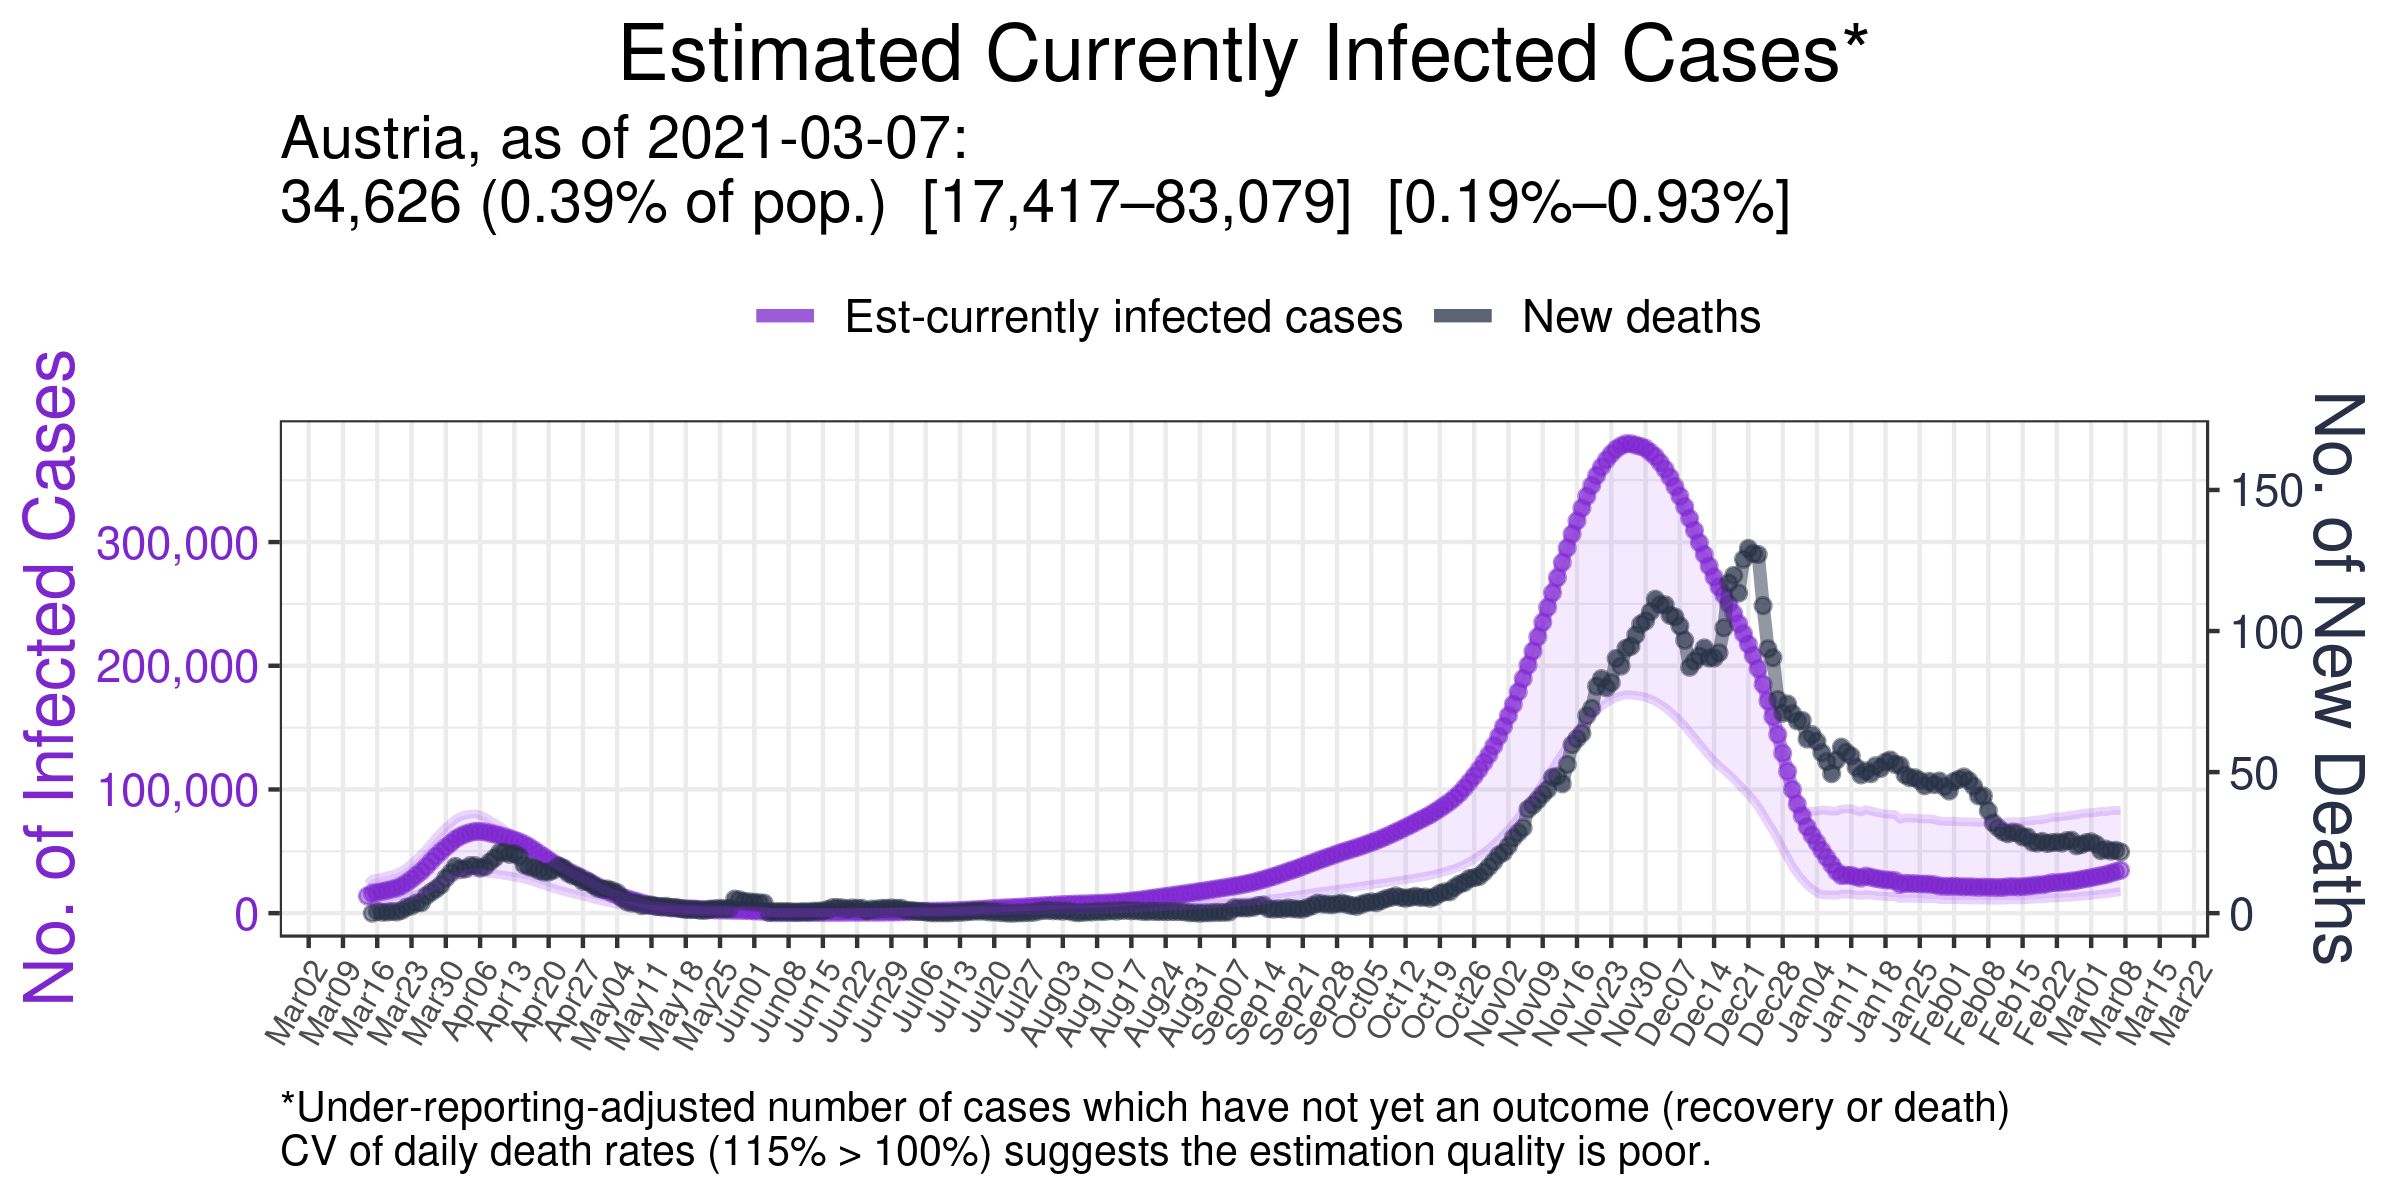 Estimated Currently Infected Cases*
Austria, as of 2021-03-07:
34,626 (0.39% of pop.) [17,417–83,079] [0.19%–0.93%]
Est-currently infected cases New deaths
No. of Infected Cases
300,000
200,000
100,000
0
150
100
50
0
No. of New Deaths
Mar02 Mar09 Mar16 Mar23 Mar30 Apr06 Apr13 Apr20 Apr27 May04 May11 May18 May25 Jun01 Jun08 Jun15 Jun22 Jun29 Jul06 Jul13 Jul20 Jul27 Aug03 Aug10 Aug17 Aug24 Aug31 Sep07 Sep14 Sep21 Sep28 Oct05 Oct12 Oct19 Oct26 Nov02 Nov09 Nov16 Nov23 Nov30 Dec07 Dec14 Dec21 Dec28 Jan04 Jan11 Jan18 Jan25 Feb01 Feb08 Feb15 Feb22 Mar01 Mar08 Mar15 Mar22
*Under-reporting-adjusted number of cases which have not yet an outcome (recovery or death)
CV of daily death rates (115% > 100%) suggests the estimation quality is poor.